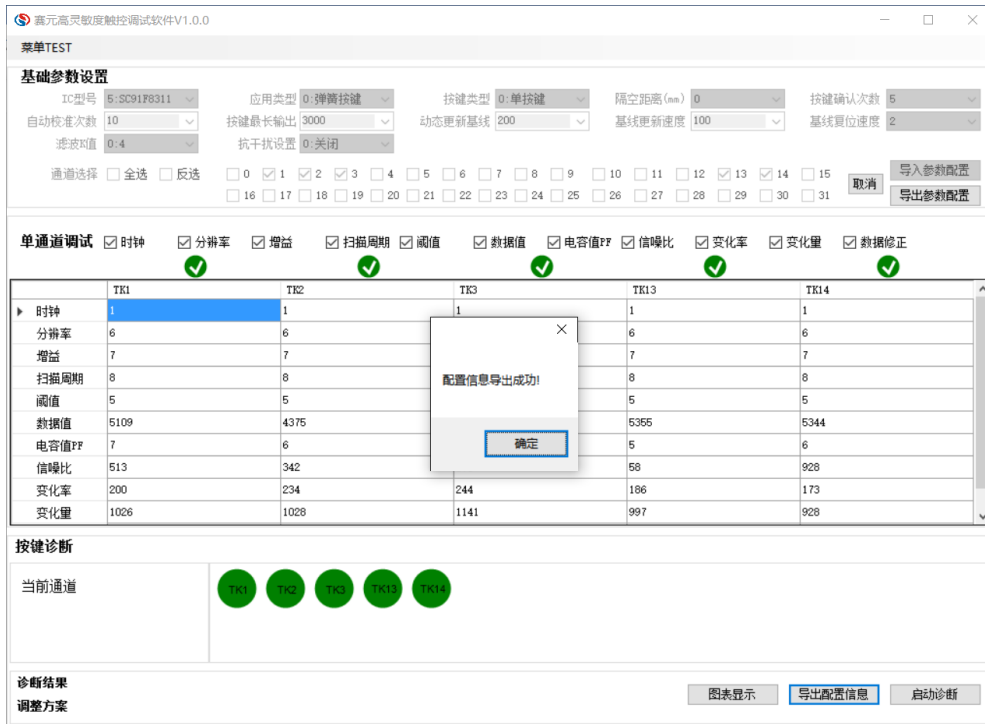 赛元高灵敏度触控调试软件V1.0.0
菜单TEST
基础参数设置
IC型号 5:SC91F8311 应用类型 0:弹簧按键 按键类型 0:单按键 隔空距离(mm) 0 按键确认次数 5
自动校准次数 10 按键最长输出 3000 动态更新基线 200 基线更新速度 100 基线复位速度 2
滤波K值 0:4 抗干扰设置 0:关闭
通道选择 全选 反选 0 1 2 3 4 5 6 7 8 9 10 11 12 13 14 15 取消 导入参数配置
16 17 18 19 20 21 22 23 24 25 26 27 28 29 30 31 导出参数配置
单通道调试 时钟 分辨率 增益 扫描周期 阈值 数据值 电容值PF 信噪比 变化率 变化量 数据修正
TK1 TK2 TK3 TK13 TK14
时钟 1 1 1 1 1
分辨率 6 6 6 6
增益 7 7 7 7
扫描周期 8 8 8 8
阈值 5 5 5 5
数据值 5109 4375 5355 5344
电容值PF 7 6 5 6
信噪比 513 342 58 928
变化率 200 234 244 186 173
变化量 1026 1028 1141 997 928
配置信息导出成功!
确定
按键诊断
当前通道 TK1 TK2 TK3 TK13 TK14
诊断结果
调整方案
图表显示 导出配置信息 启动诊断